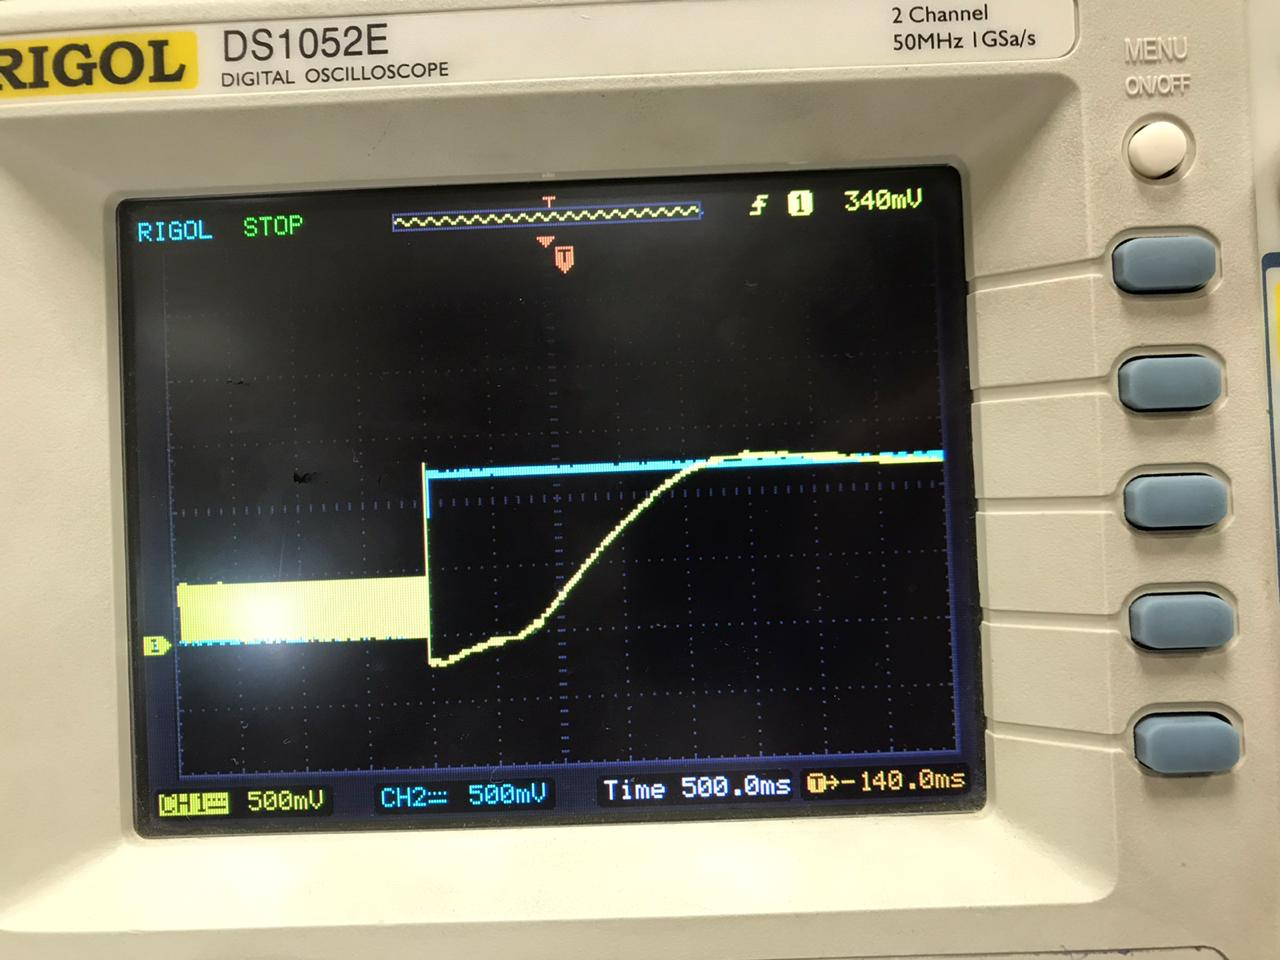 RIGOL DS1052E
DIGITAL OSCILLOSCOPE
2 Channel
50MHz 1GSa/s
MENU
ON/OFF
T
RIGOL STOP 1 340mV
T
1
CH1 500mV CH2 500mV Time 500.0ms T→-140.0ms